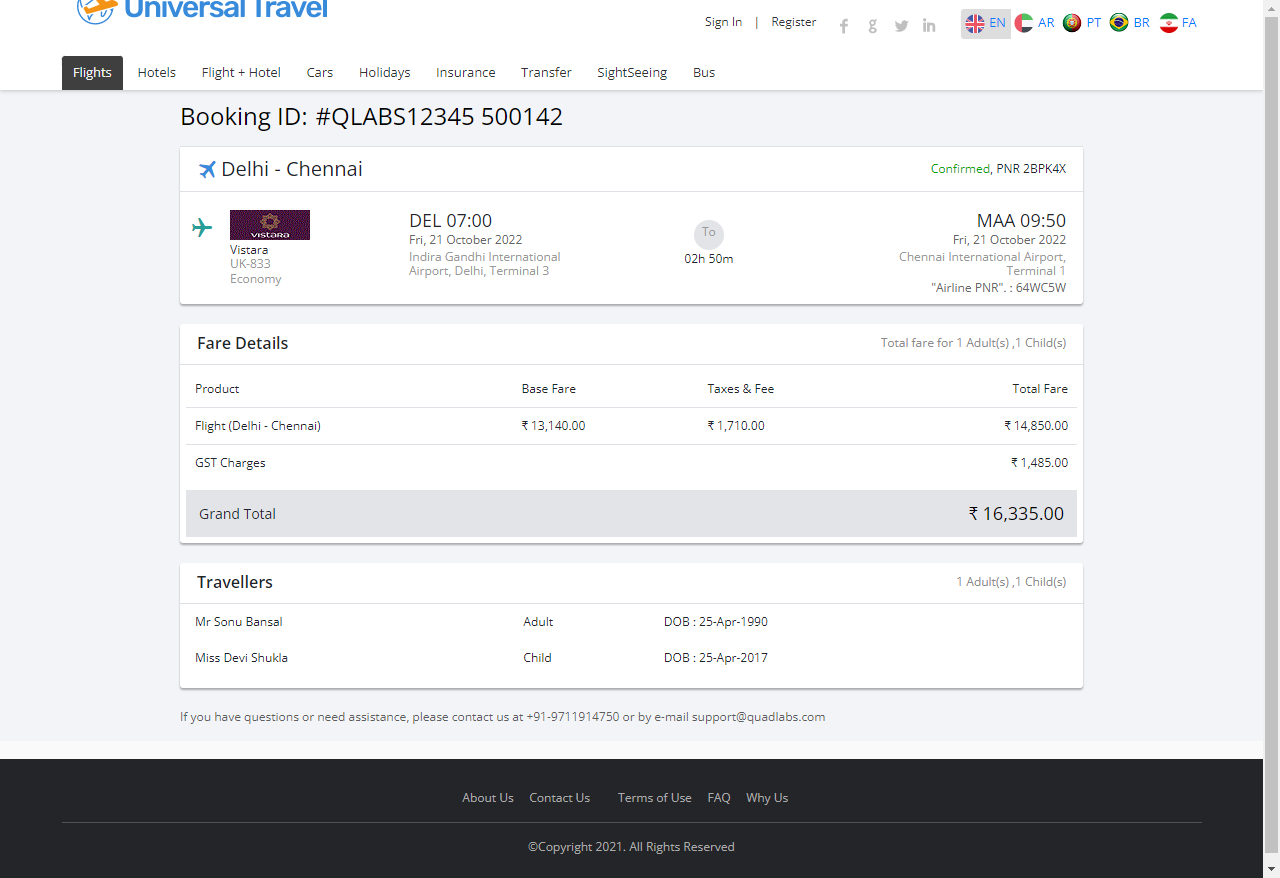 Universal Travel
Sign In | Register
EN AR PT BR FA
Flights Hotels Flight + Hotel Cars Holidays Insurance Transfer SightSeeing Bus
Booking ID: #QLABS12345 500142
Delhi - Chennai
Confirmed, PNR 2BPK4X
VISTARA
Vistara
UK-833
Economy
DEL 07:00
Fri, 21 October 2022
Indira Gandhi International
Airport, Delhi, Terminal 3
To
02h 50m
MAA 09:50
Fri, 21 October 2022
Chennai International Airport,
Terminal 1
"Airline PNR". : 64WC5W
Fare Details
Total fare for 1 Adult(s) ,1 Child(s)
Product Base Fare Taxes & Fee Total Fare
Flight (Delhi - Chennai) ₹ 13,140.00 ₹ 1,710.00 ₹ 14,850.00
GST Charges ₹ 1,485.00
Grand Total ₹ 16,335.00
Travellers
1 Adult(s) ,1 Child(s)
Mr Sonu Bansal Adult DOB : 25-Apr-1990
Miss Devi Shukla Child DOB : 25-Apr-2017
If you have questions or need assistance, please contact us at +91-9711914750 or by e-mail support@quadlabs.com
About Us Contact Us Terms of Use FAQ Why Us
©Copyright 2021. All Rights Reserved